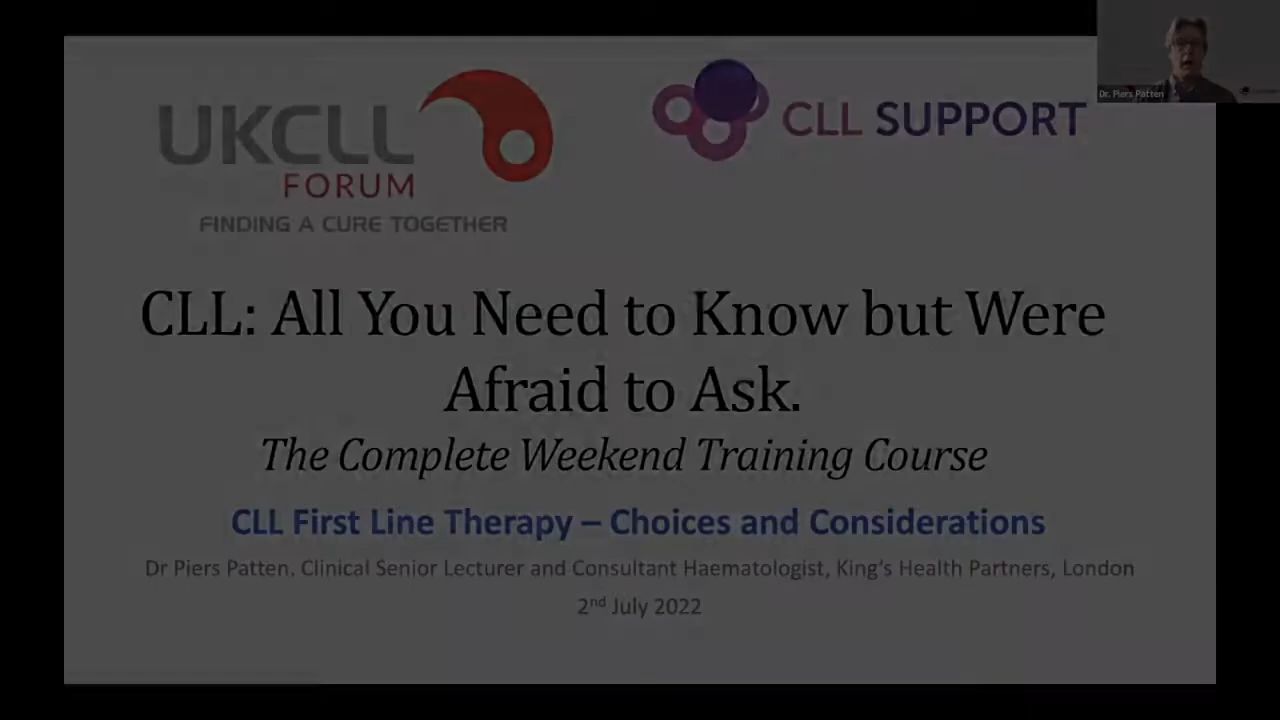 UKCLL
FORUM
FINDING A CURE TOGETHER
CLL SUPPORT
Dr. Piers Patten
CLL: All You Need to Know but Were
Afraid to Ask.
The Complete Weekend Training Course
CLL First Line Therapy – Choices and Considerations
Dr Piers Patten. Clinical Senior Lecturer and Consultant Haematologist, King's Health Partners, London
2nd July 2022